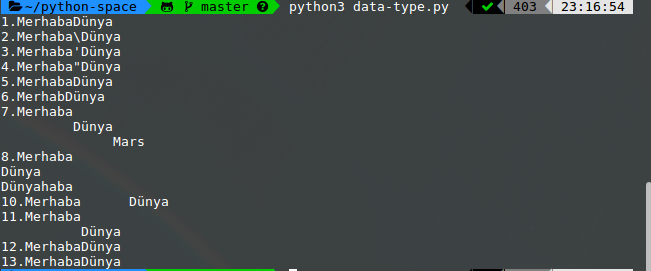 ~/python-space master ? python3 data-type.py ✔ 403 23:16:54
1.MerhabaDünya
2.Merhaba\Dünya
3.Merhaba'Dünya
4.Merhaba"Dünya
5.MerhabaDünya
6.MerhabDünya
7.Merhaba
Dünya
Mars
8.Merhaba
Dünya
Dünyahaba
10.Merhaba Dünya
11.Merhaba
Dünya
12.MerhabaDünya
13.MerhabaDünya